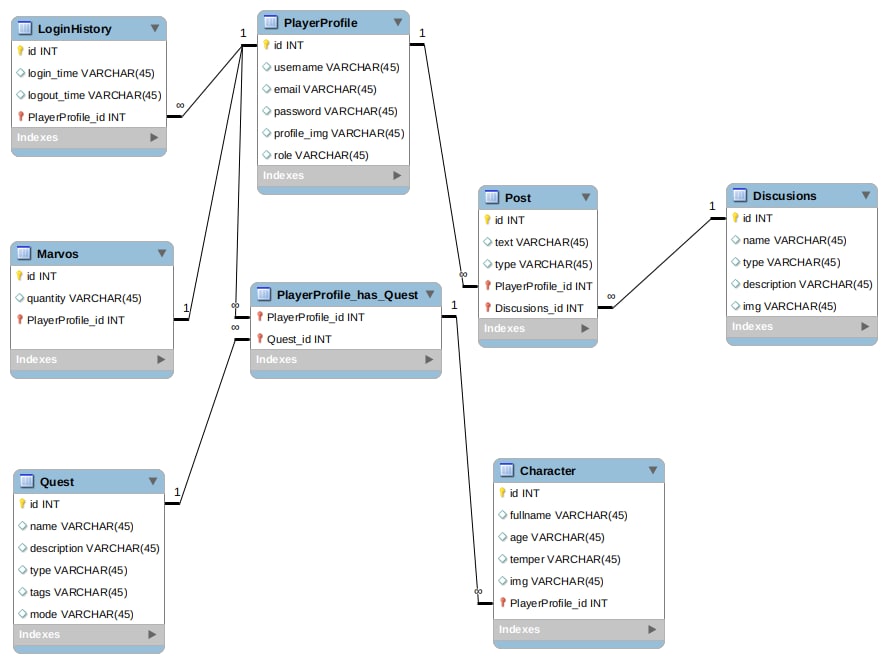 LoginHistory
id INT
login_time VARCHAR(45)
logout_time VARCHAR(45)
PlayerProfile_id INT
Indexes
PlayerProfile
id INT
username VARCHAR(45)
email VARCHAR(45)
password VARCHAR(45)
profile_img VARCHAR(45)
role VARCHAR(45)
Indexes
1
1
∞
Marvos
id INT
quantity VARCHAR(45)
PlayerProfile_id INT
Indexes
1
PlayerProfile_has_Quest
PlayerProfile_id INT
Quest_id INT
Indexes
∞
∞
1
Post
id INT
text VARCHAR(45)
type VARCHAR(45)
PlayerProfile_id INT
Discusions_id INT
Indexes
∞
∞
Discusions
id INT
name VARCHAR(45)
type VARCHAR(45)
description VARCHAR(45)
img VARCHAR(45)
Indexes
1
Quest
id INT
name VARCHAR(45)
description VARCHAR(45)
type VARCHAR(45)
tags VARCHAR(45)
mode VARCHAR(45)
Indexes
1
Character
id INT
fullname VARCHAR(45)
age VARCHAR(45)
temper VARCHAR(45)
img VARCHAR(45)
PlayerProfile_id INT
Indexes
∞